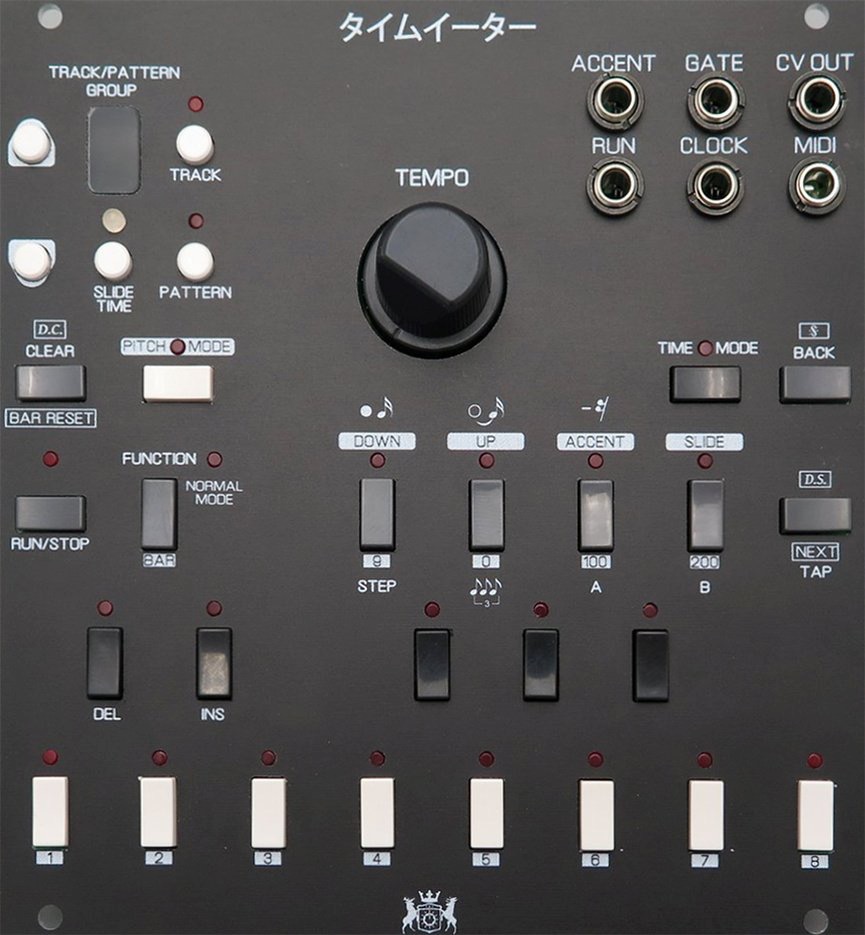 タイムイーター
TRACK/PATTERN
GROUP
ACCENT GATE CV OUT
RUN CLOCK MIDI
TRACK
TEMPO
SLIDE
TIME
PATTERN
D.C.
CLEAR
PITCH MODE
TIME MODE
BACK
BAR RESET
DOWN UP ACCENT SLIDE
FUNCTION
NORMAL
MODE
D.S.
RUN/STOP
BAR
9 0 100 200
NEXT
TAP
STEP A B
3
DEL INS
1 2 3 4 5 6 7 8